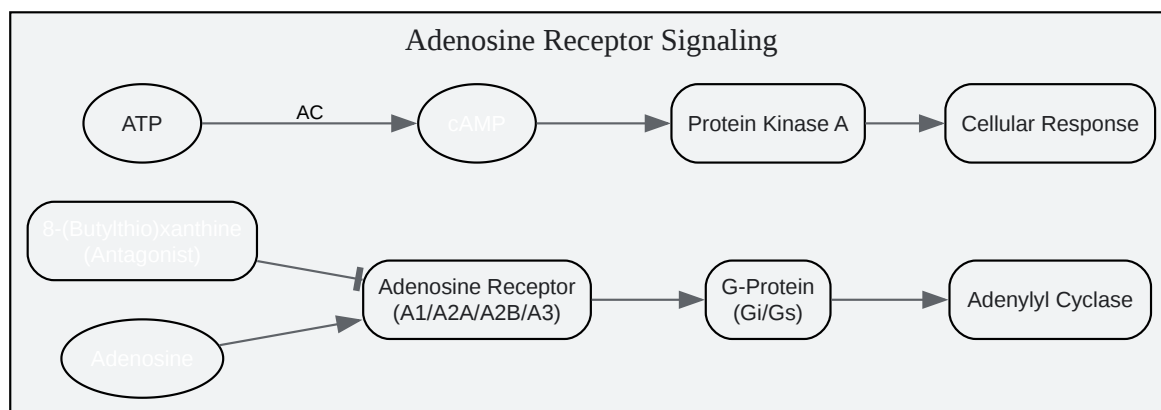 Adenosine Receptor Signaling
ATP
AC
cAMP
Protein Kinase A
Cellular Response
8-(Butylthio)xanthine
(Antagonist)
Adenosine Receptor
(A1/A2A/A2B/A3)
G-Protein
(Gi/Gs)
Adenylyl Cyclase
Adenosine